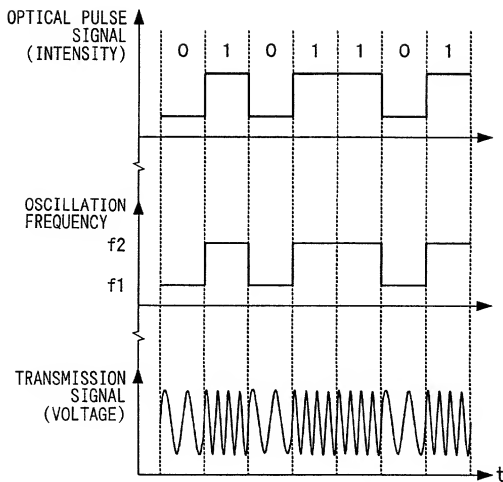 OPTICAL PULSE
SIGNAL
(INTENSITY)
0 1 0 1 1 0 1
OSCILLATION
FREQUENCY
f2
f1
TRANSMISSION
SIGNAL
(VOLTAGE)
t